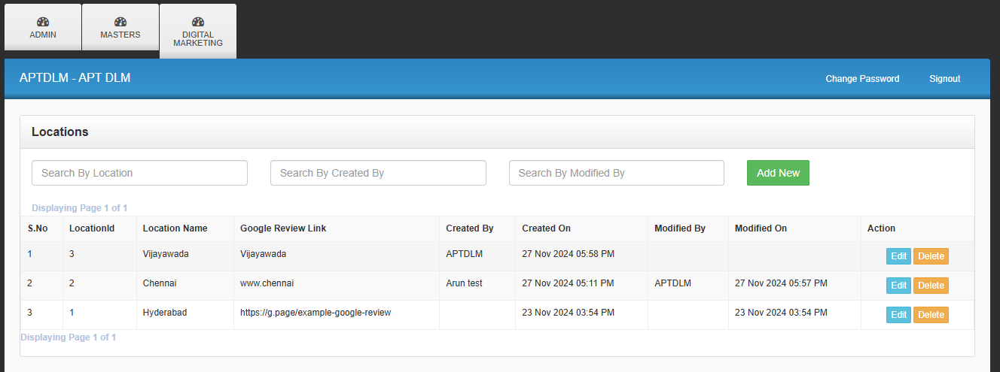 ADMIN
MASTERS
DIGITAL
MARKETING
APTDLM - APT DLM
Change Password
Signout
Locations
Search By Location
Search By Created By
Search By Modified By
Add New
Displaying Page 1 of 1
S.No LocationId Location Name Google Review Link Created By Created On Modified By Modified On Action
1 3 Vijayawada Vijayawada APTDLM 27 Nov 2024 05:58 PM Edit Delete
2 2 Chennai www.chennai Arun test 27 Nov 2024 05:11 PM APTDLM 27 Nov 2024 05:57 PM Edit Delete
3 1 Hyderabad https://g.page/example-google-review 23 Nov 2024 03:54 PM 23 Nov 2024 03:54 PM Edit Delete
Displaying Page 1 of 1